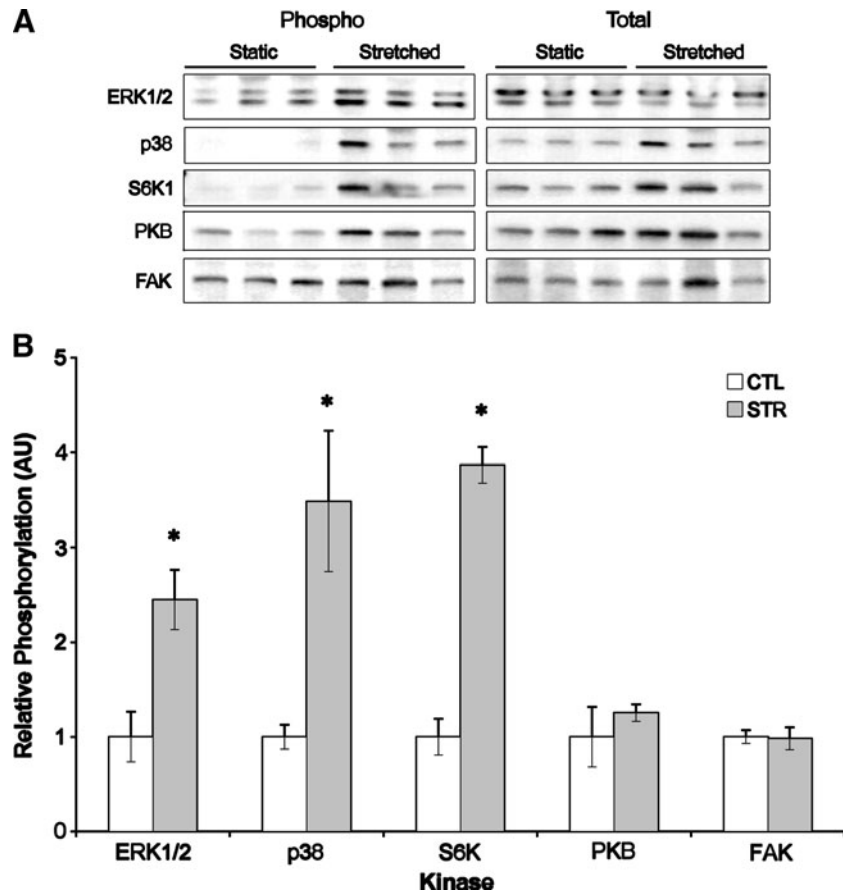 A
Phospho Total
Static Stretched Static Stretched
ERK1/2
p38
S6K1
PKB
FAK
B
5
4
3
2
1
0
Relative Phosphorylation (AU)
CTL
STR
* * *
ERK1/2 p38 S6K PKB FAK
Kinase